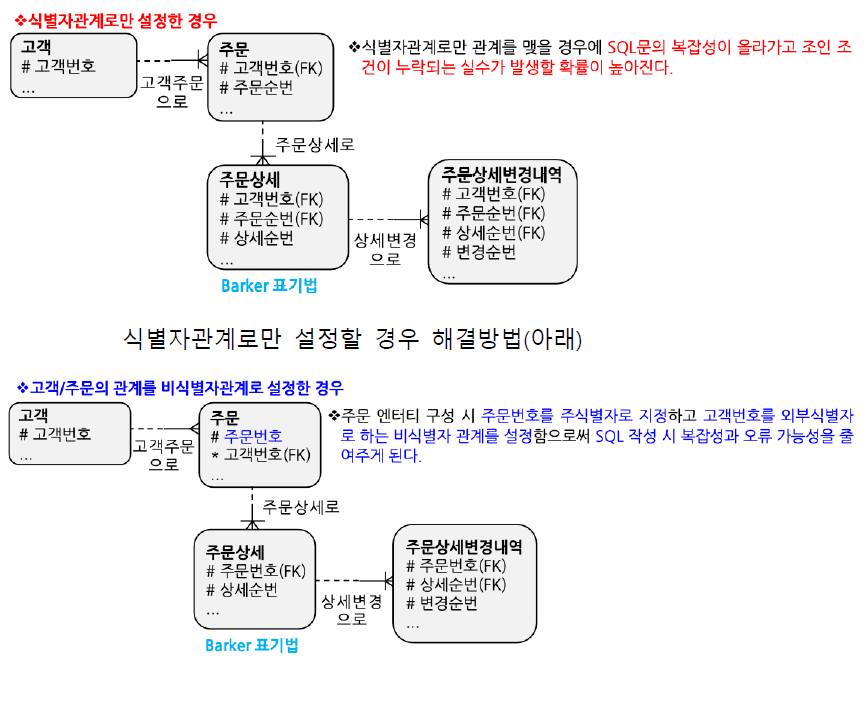 ❖식별자관계로만 설정한 경우
고객
# 고객번호
...
고객주문
으로
주문
# 고객번호(FK)
# 주문순번
...
❖식별자관계로만 관계를 맺을 경우에 SQL문의 복잡성이 올라가고 조인 조
건이 누락되는 실수가 발생할 확률이 높아진다.
주문상세로
주문상세
# 고객번호(FK)
# 주문순번(FK)
# 상세순번
...
상세변경
으로
주문상세변경내역
# 고객번호(FK)
# 주문순번(FK)
# 상세순번(FK)
# 변경순번
...
Barker 표기법
식별자관계로만 설정할 경우 해결방법(아래)
❖고객/주문의 관계를 비식별자관계로 설정한 경우
고객
# 고객번호
...
고객주문
으로
주문
# 주문번호
* 고객번호(FK)
...
❖주문 엔터티 구성 시 주문번호를 주식별자로 지정하고 고객번호를 외부식별자
로 하는 비식별자 관계를 설정함으로써 SQL 작성 시 복잡성과 오류 가능성을 줄
여주게 된다.
주문상세로
주문상세
# 주문번호(FK)
# 상세순번
...
상세변경
으로
주문상세변경내역
# 주문번호(FK)
# 상세순번(FK)
# 변경순번
...
Barker 표기법